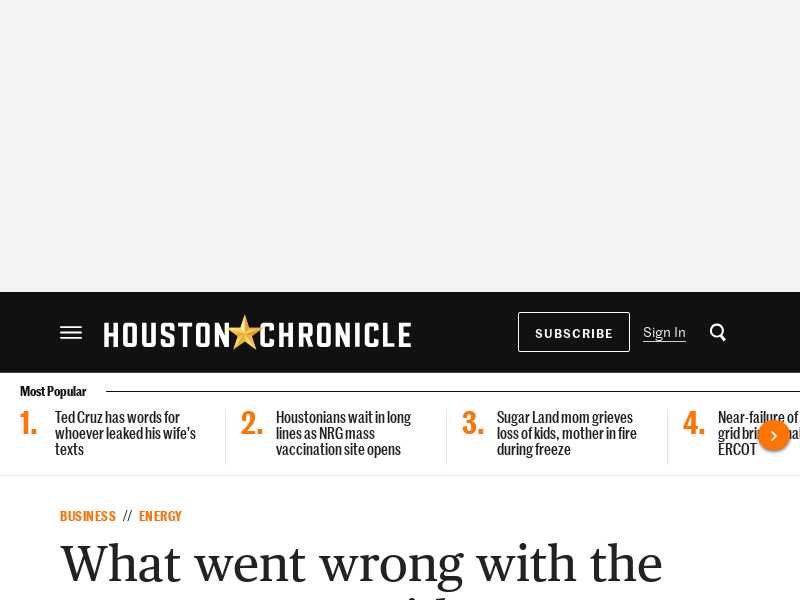 HOUSTON CHRONICLE
SUBSCRIBE
Sign In
Most Popular
1.
Ted Cruz has words for
whoever leaked his wife's
texts
2.
Houstonians wait in long
lines as NRG mass
vaccination site opens
3.
Sugar Land mom grieves
loss of kids, mother in fire
during freeze
4.
Near-failure of
grid
ERCOT
BUSINESS // ENERGY
What went wrong with the